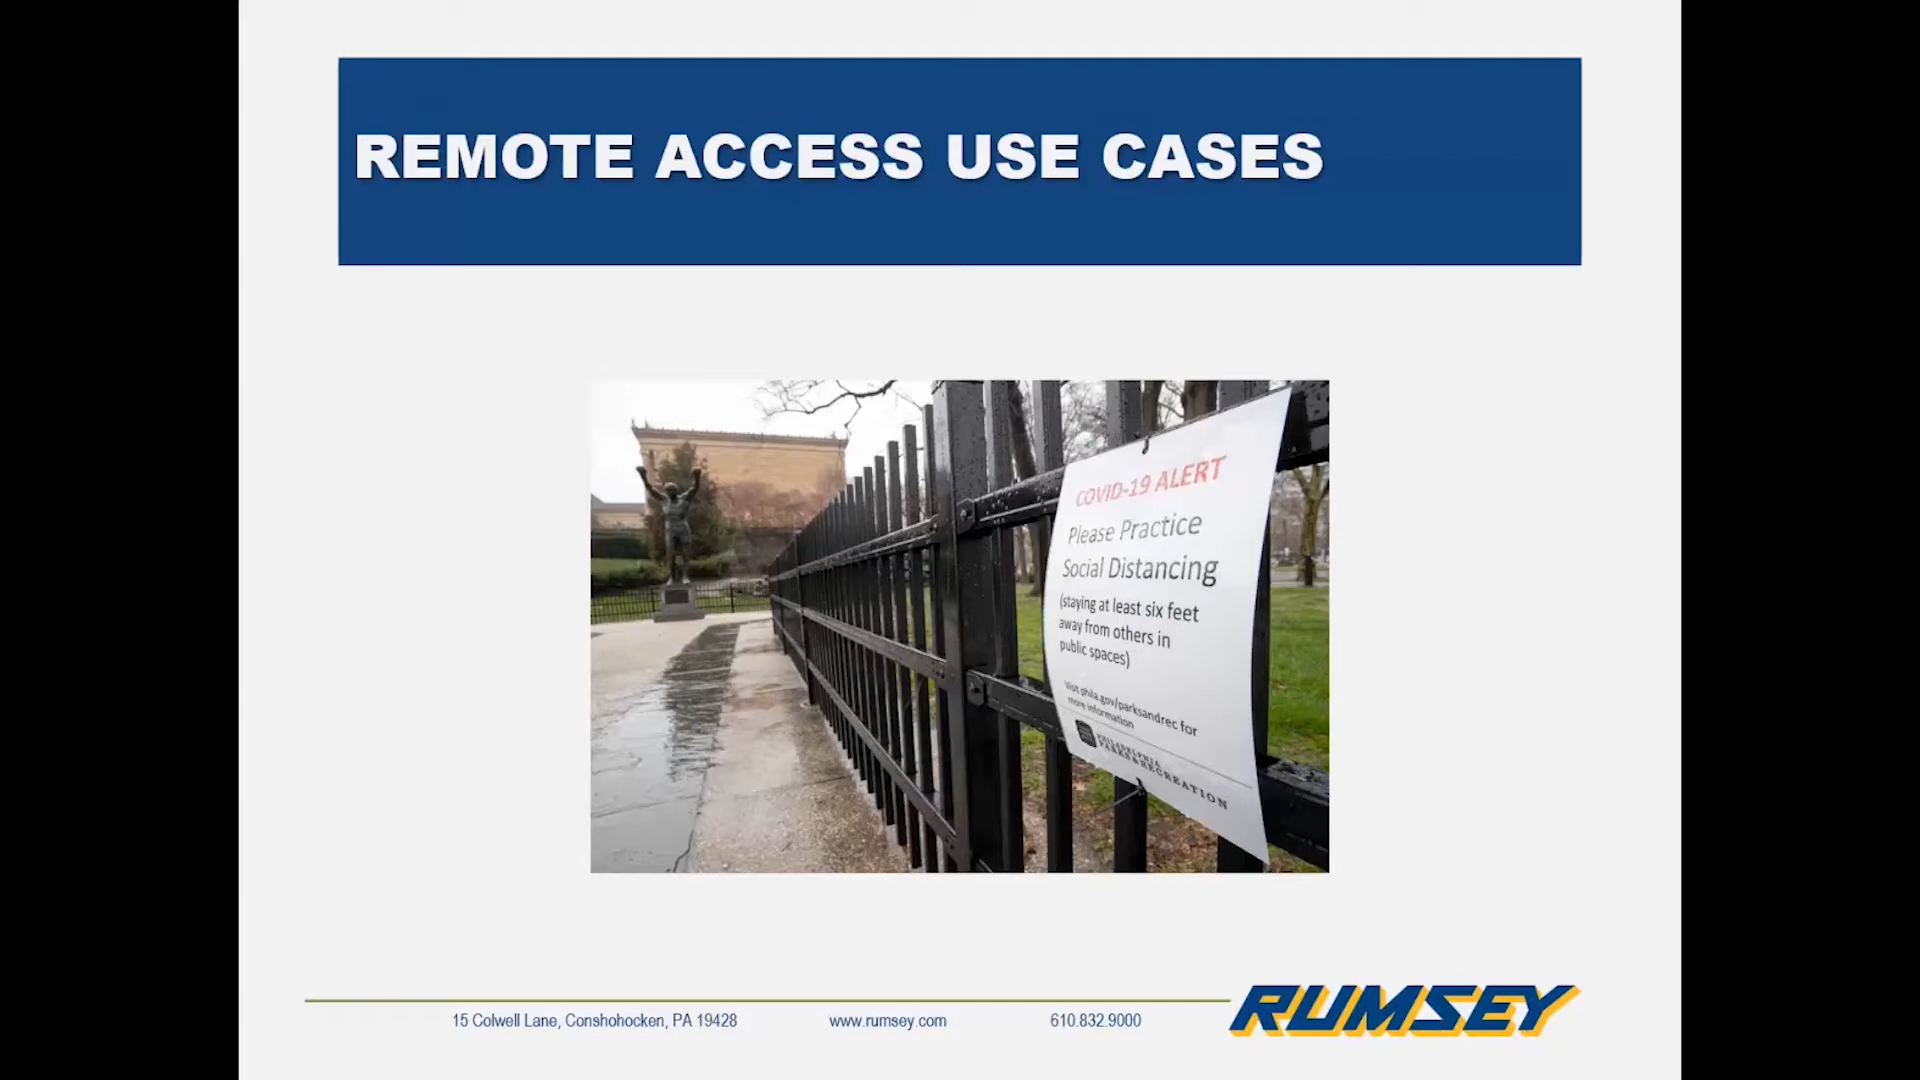 REMOTE ACCESS USE CASES
COVID-19 ALERT
Please Practice
Social Distancing
(staying at least six feet
away from others in
public spaces)
Visit phila.gov/parksandrec for
more information
PHILADELPHIA
PARKS & RECREATION
15 Colwell Lane, Conshohocken, PA 19428 www.rumsey.com 610.832.9000
RUMSEY